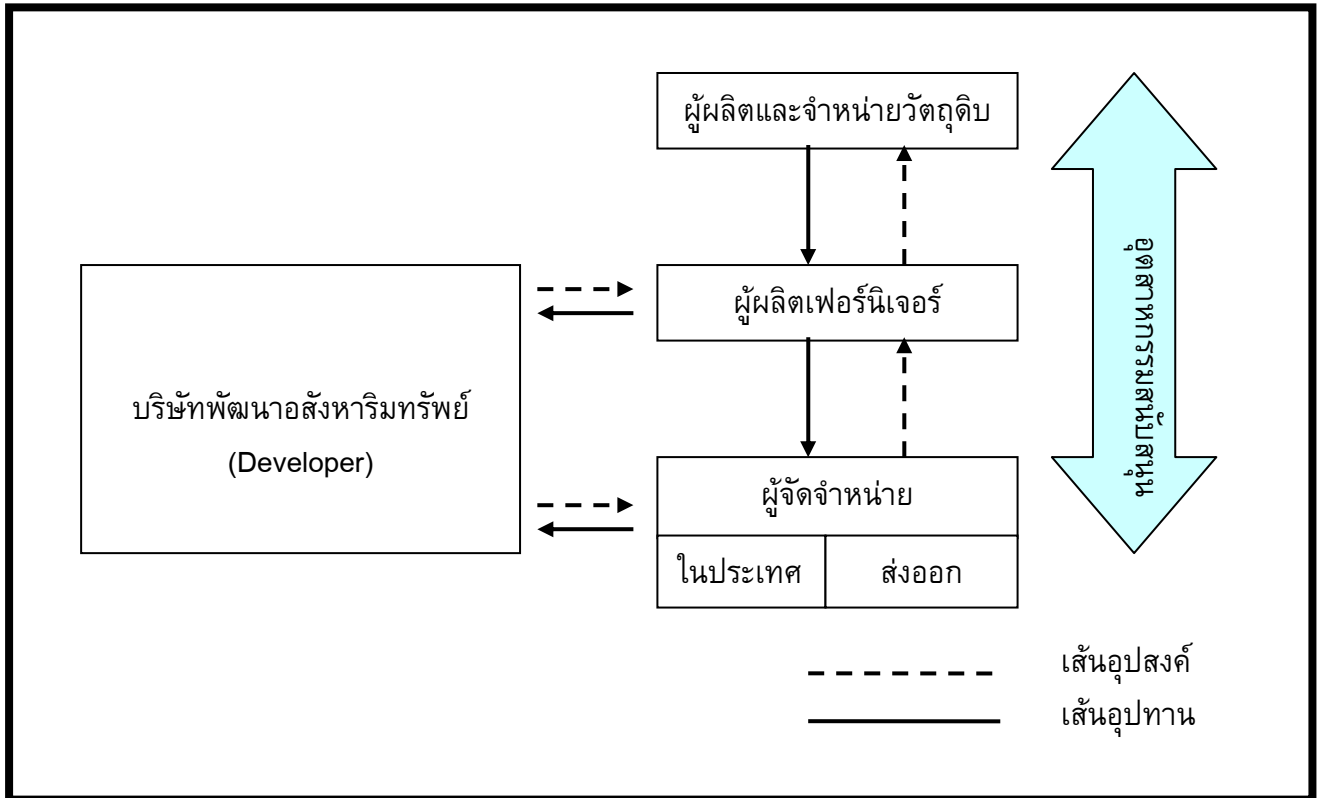 ผู้ผลิตและจำหน่ายวัตถุดิบ
ผู้ผลิตเฟอร์นิเจอร์
อุตสาหกรรมสนับสนุน
บริษัทพัฒนาอสังหาริมทรัพย์
(Developer)
ผู้จัดจำหน่าย
ในประเทศ
ส่งออก
เส้นอุปสงค์
เส้นอุปทาน